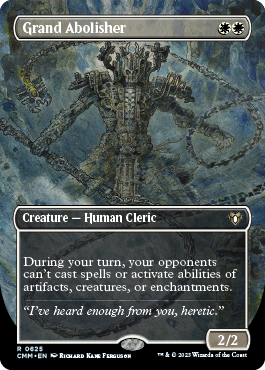 Grand Abolisher
Creature — Human Cleric
During your turn, your opponents
can't cast spells or activate abilities of
artifacts, creatures, or enchantments.
“I've heard enough from you, heretic.”
2/2
R 0625
CMM • EN Richard Kane Ferguson
™ & © 2023 Wizards of the Coast